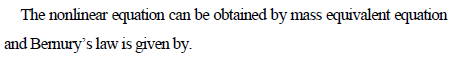 The nonlinear equation can be obtained by mass equivalent equation
and Bernury's law is given by.